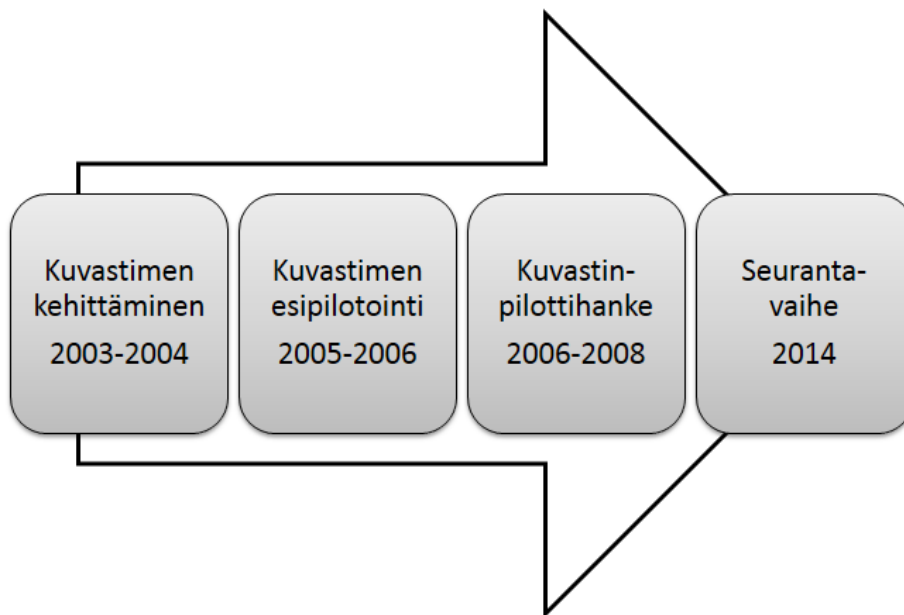 Kuvastimen
kehittäminen
2003-2004
Kuvastimen
esipilotointi
2005-2006
Kuvastin-
pilottihanke
2006-2008
Seuranta-
vaihe
2014